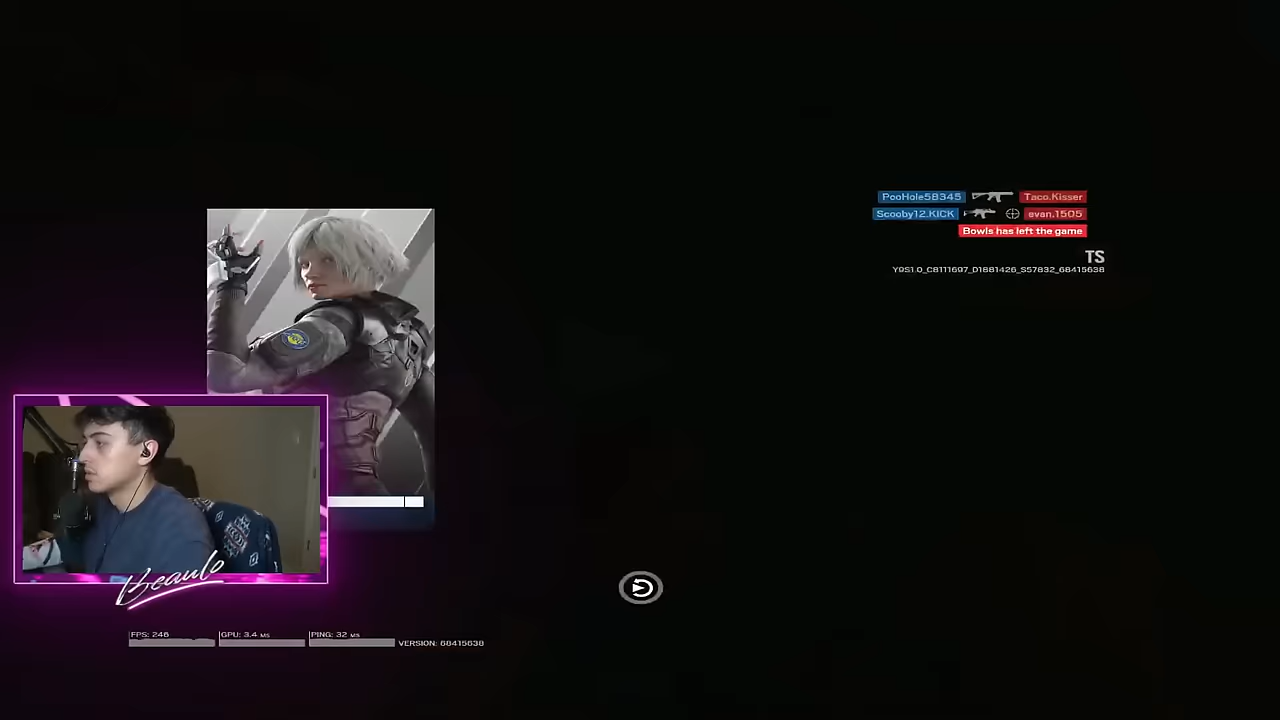 PooHole58345 Taco.Kisser
Scooby12.KICK evan.1505
Bowls has left the game
TS
Y9S1.0_C8111697_D1881426_S57832_68415638
Beaulo
FPS: 246 GPU: 3.4 MS PING: 32 MS VERSION: 68415638